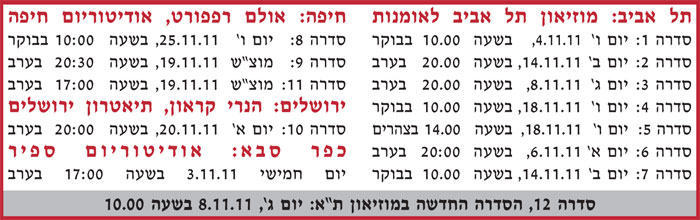 תל אביב: מוזיאון תל אביב לאומנות
סדרה 1: יום ו' 4.11.11, בשעה 10.00 בבוקר
סדרה 2: יום ב' 14.11.11, בשעה 20.00 בערב
סדרה 3: יום ג' 8.11.11, בשעה 20.00 בערב
סדרה 4: יום ו' 18.11.11, בשעה 10.00 בבוקר
סדרה 5: יום ו' 18.11.11, בשעה 14.00 בצהרים
סדרה 6: יום א' 6.11.11, בשעה 20:00 בערב
סדרה 7: יום ב' 14.11.11, בשעה 10.00 בבוקר
חיפה: אולם רפפורט, אודיטוריום חיפה
סדרה 8: יום ו' 25.11.11, בשעה 10:00 בבוקר
סדרה 9: מוצ"ש 19.11.11, בשעה 20:30 בערב
סדרה 11: מוצ"ש 19.11.11, בשעה 17:00 בערב
ירושלים: הנרי קראון, תיאטרון ירושלים
סדרה 10: יום א' 20.11.11, בשעה 20:00 בערב
כפר סבא: אודיטוריום ספיר
יום חמישי 3.11.11 בשעה 17:00 בערב
סדרה 12, הסדרה החדשה במוזיאון ת"א: יום ג', 8.11.11 בשעה 10.00